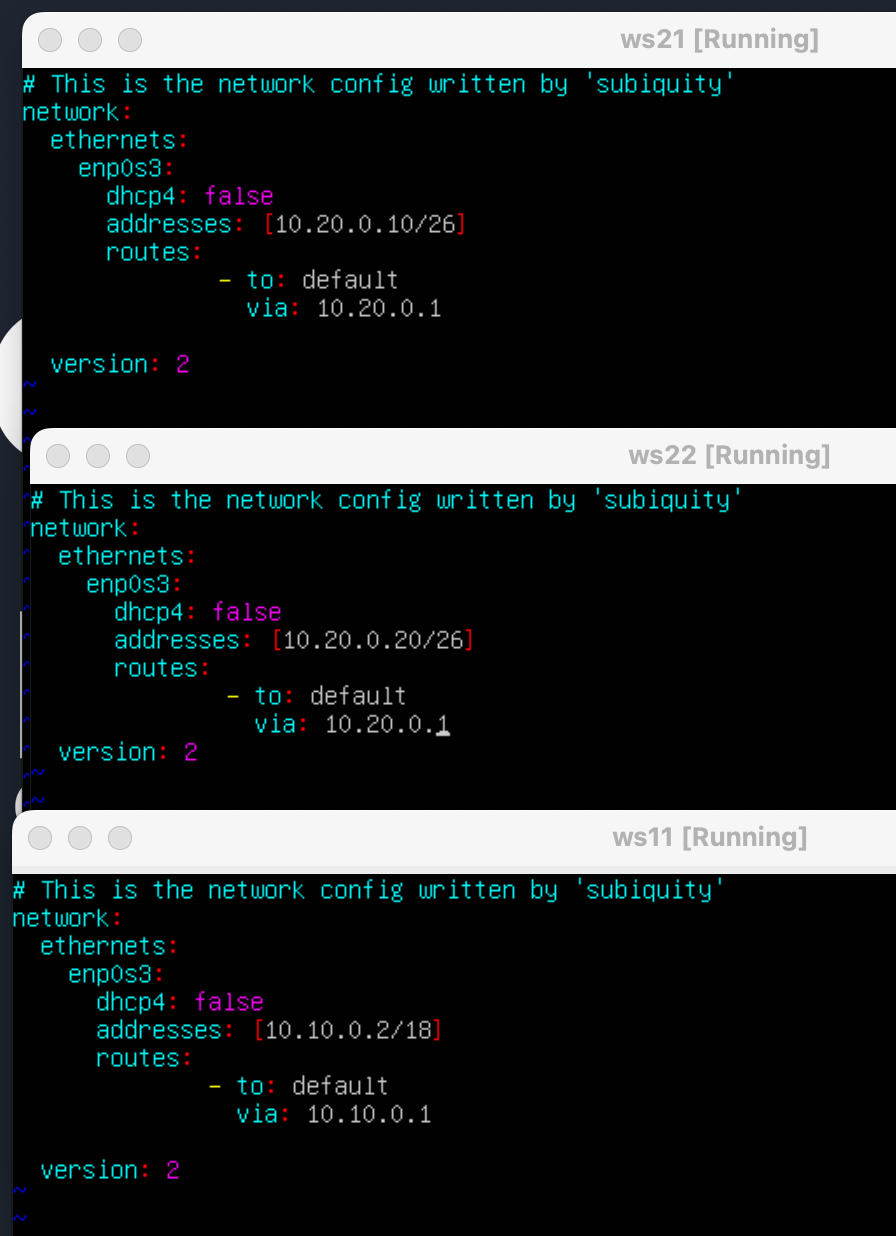 ws21 [Running]
# This is the network config written by 'subiquity'
network:
  ethernets:
    enp0s3:
      dhcp4: false
      addresses: [10.20.0.10/26]
      routes:
              - to: default
                via: 10.20.0.1

  version: 2
~
~
ws22 [Running]
# This is the network config written by 'subiquity'
network:
  ethernets:
    enp0s3:
      dhcp4: false
      addresses: [10.20.0.20/26]
      routes:
              - to: default
                via: 10.20.0.1
  version: 2
~
~
ws11 [Running]
# This is the network config written by 'subiquity'
network:
  ethernets:
    enp0s3:
      dhcp4: false
      addresses: [10.10.0.2/18]
      routes:
              - to: default
                via: 10.10.0.1

  version: 2
~
~